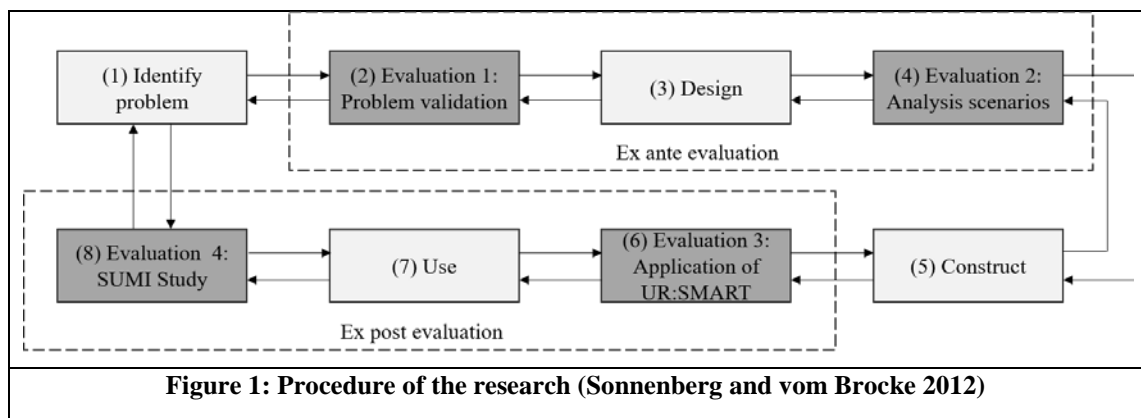 (1) Identify
problem
(2) Evaluation 1:
Problem validation
(3) Design
(4) Evaluation 2:
Analysis scenarios
Ex ante evaluation
(8) Evaluation 4:
SUMI Study
(7) Use
(6) Evaluation 3:
Application of
UR:SMART
(5) Construct
Ex post evaluation
Figure 1: Procedure of the research (Sonnenberg and vom Brocke 2012)